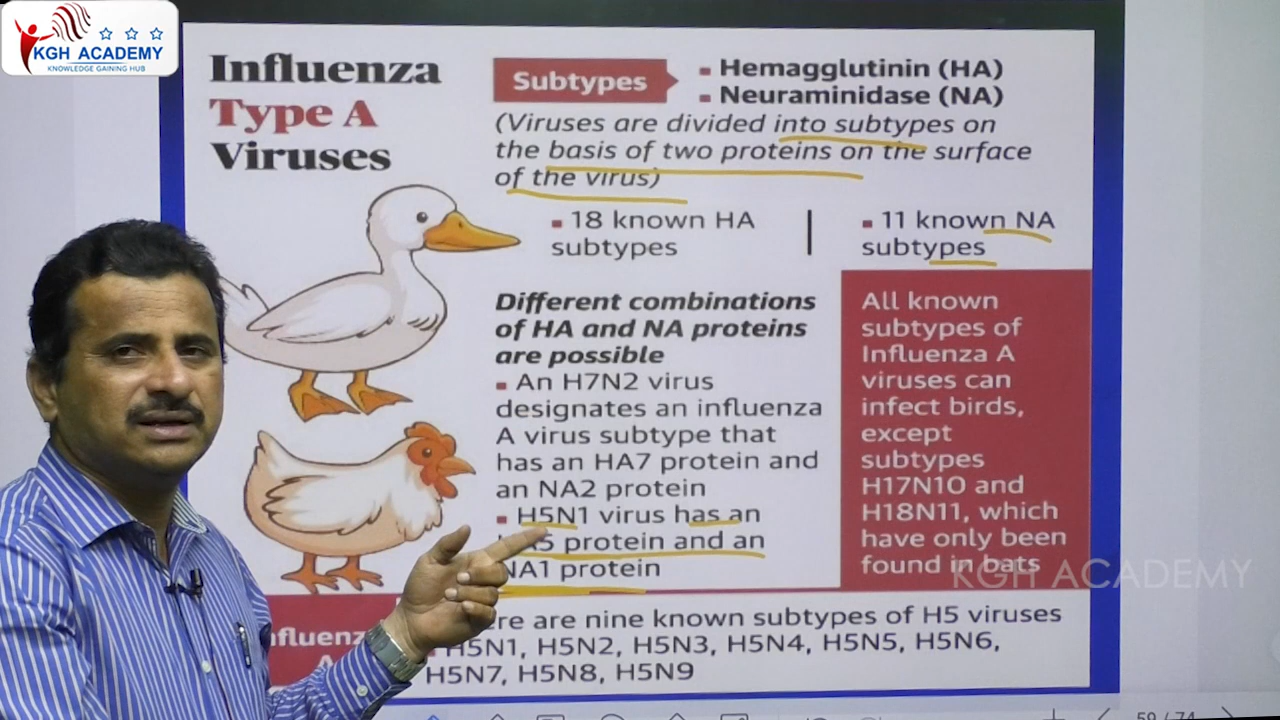 KGH ACADEMY
KNOWLEDGE GAINING HUB
Influenza
Type A
Viruses
Subtypes
Hemagglutinin (HA)
Neuraminidase (NA)
(Viruses are divided into subtypes on
the basis of two proteins on the surface
of the virus)
18 known HA
subtypes
11 known NA
subtypes
Different combinations
of HA and NA proteins
are possible
An H7N2 virus
designates an influenza
A virus subtype that
has an HA7 protein and
an NA2 protein
H5N1 virus has an
protein and an
NA1 protein
All known
subtypes of
Influenza A
viruses can
infect birds,
except
subtypes
H17N10 and
H18N11, which
have only been
found in bats
KGH ACADEMY
are nine known subtypes of H5 viruses
H5N1, H5N2, H5N3, H5N4, H5N5, H5N6,
H5N7, H5N8, H5N9
59 / 74